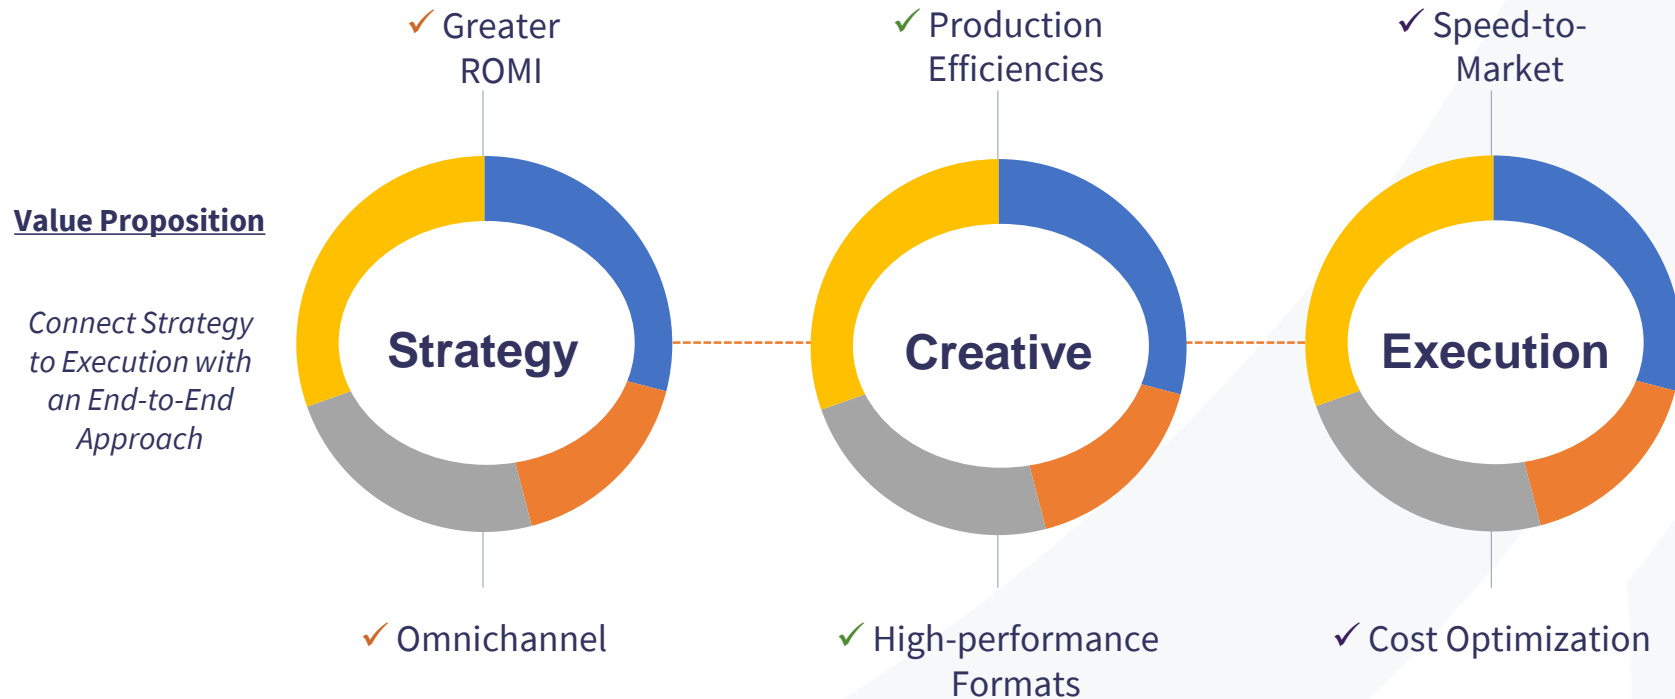 ✓ Greater
ROMI
✓ Production
Efficiencies
✓ Speed-to-
Market
Value Proposition
Connect Strategy
to Execution with
an End-to-End
Approach
Strategy
Creative
Execution
✓ Omnichannel
✓ High-performance
Formats
✓ Cost Optimization